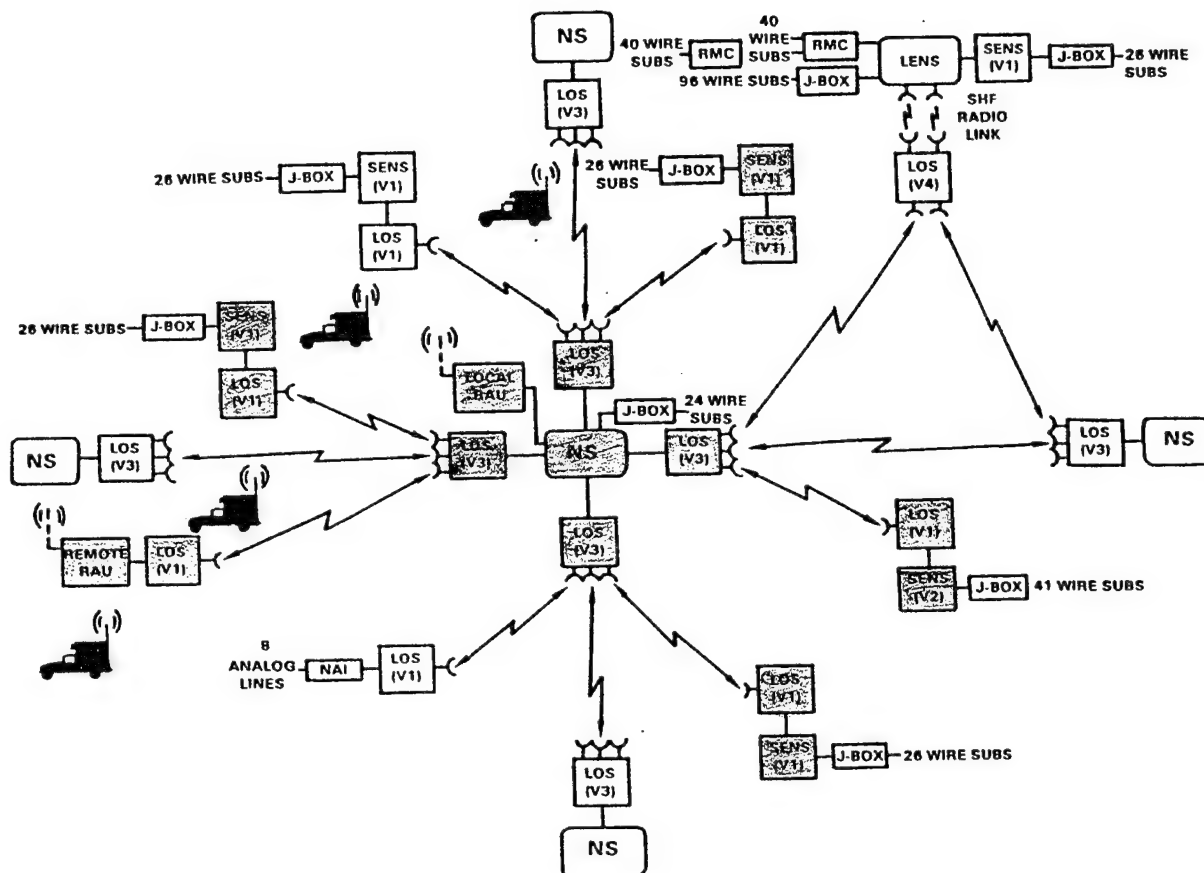 NS
LOS
(V3)
40 WIRE
SUBS
RMC
40
WIRE
SUBS
RMC
96 WIRE SUBS
J-BOX
LENS
SENS
(V1)
J-BOX
26 WIRE
SUBS
SHF
RADIO
LINK
LOS
(V4)
26 WIRE SUBS
J-BOX
SENS
(V1)
LOS
(V1)
26 WIRE
SUBS
J-BOX
SENS
(V1)
LOS
(V1)
26 WIRE SUBS
J-BOX
SENS
(V1)
LOS
(V1)
LOCAL
RAU
LOS
(V3)
J-BOX
24 WIRE
SUBS
NS
LOS
(V3)
LOS
(V3)
NS
LOS
(V3)
LOS
(V3)
NS
REMOTE
RAU
LOS
(V1)
LOS
(V3)
LOS
(V1)
SENS
(V2)
J-BOX
41 WIRE SUBS
8
ANALOG
LINES
NAI
LOS
(V1)
LOS
(V1)
SENS
(V1)
J-BOX
26 WIRE SUBS
LOS
(V3)
NS